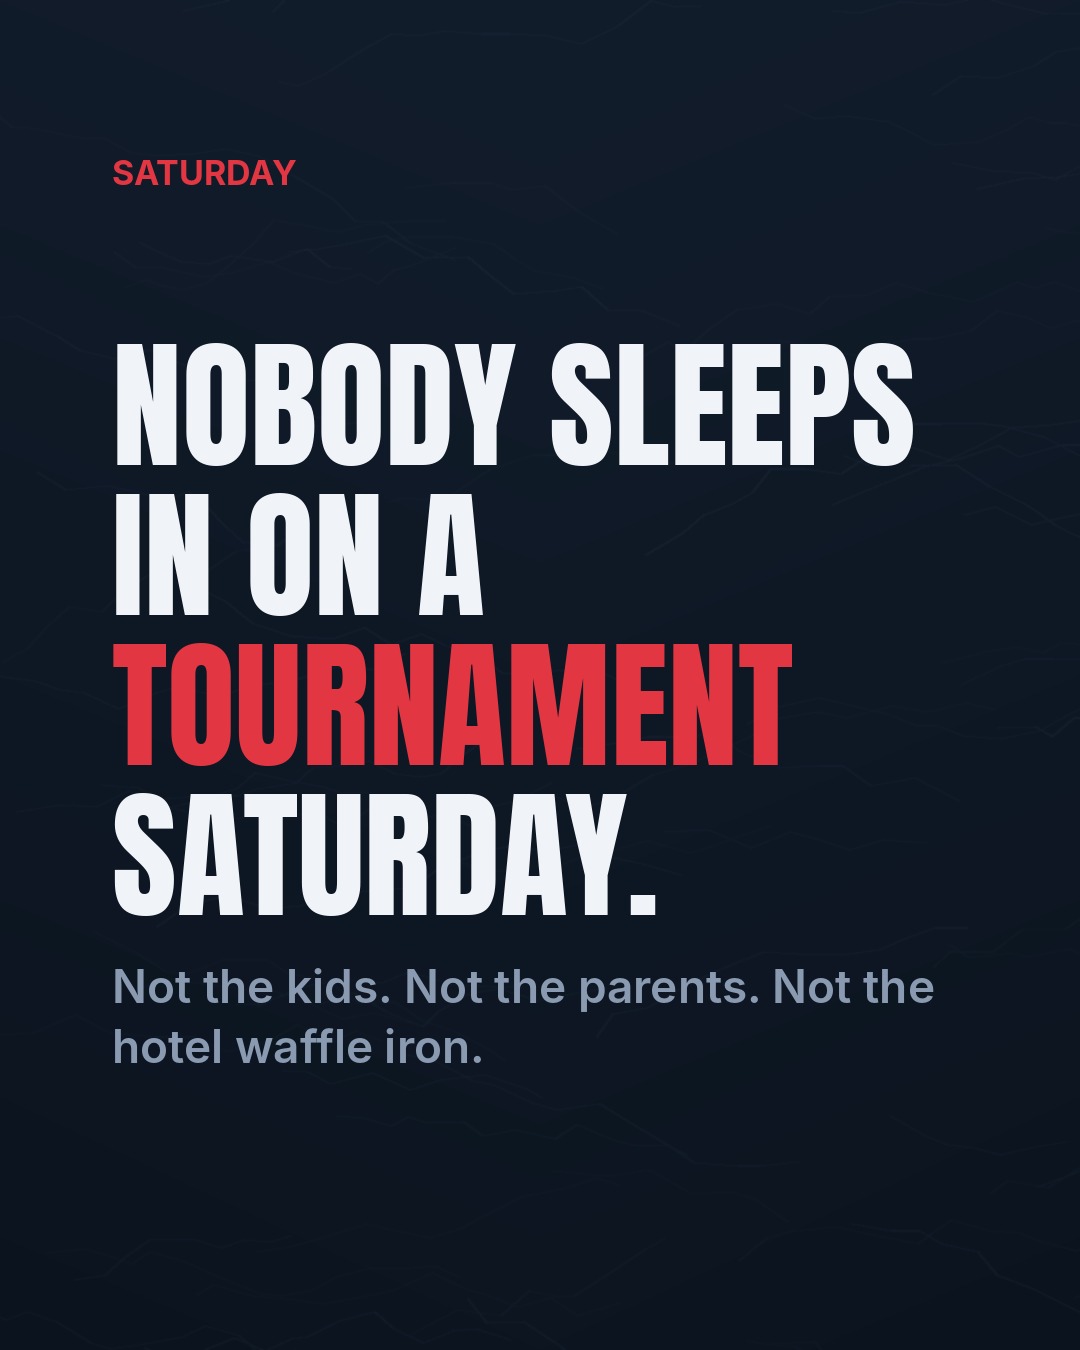 SATURDAY
NOBODY SLEEPS
IN ON A
TOURNAMENT
SATURDAY.
Not the kids. Not the parents. Not the
hotel waffle iron.